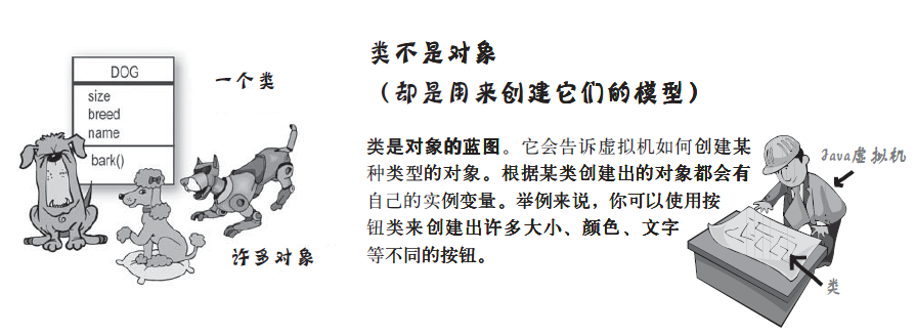 DOG
size
breed
name
bark()
一个类
许多对象
类不是对象
（却是用来创建它们的模型）
类是对象的蓝图。它会告诉虚拟机如何创建某
种类型的对象。根据某类创建出的对象都会有
自己的实例变量。举例来说，你可以使用按
钮类来创建出许多大小、颜色、文字
等不同的按钮。
Java虚拟机
类